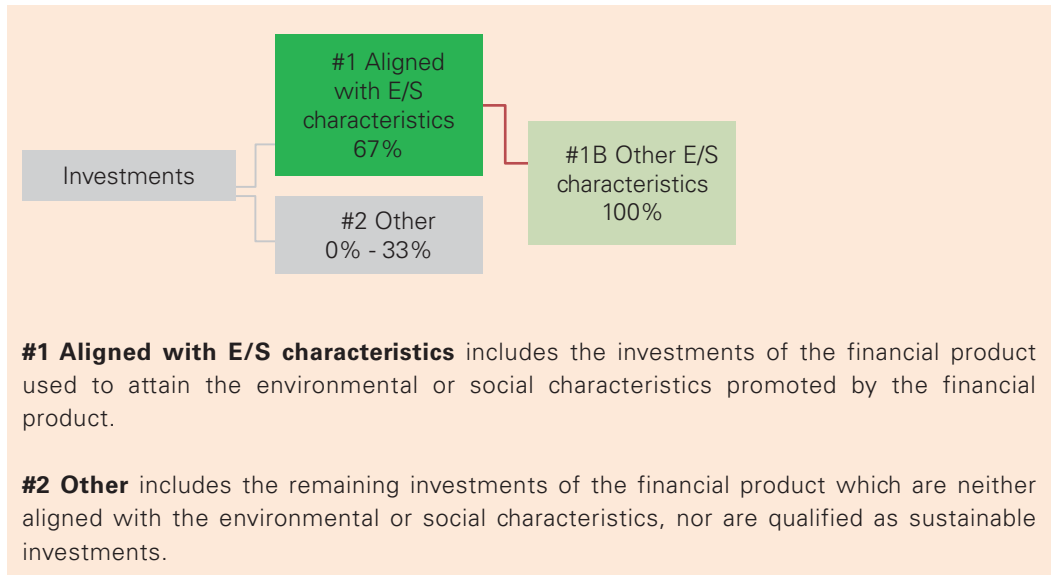 #1 Aligned
with E/S
characteristics
67%
#1B Other E/S
characteristics
100%
Investments
#2 Other
0% - 33%
#1 Aligned with E/S characteristics includes the investments of the financial product
used to attain the environmental or social characteristics promoted by the financial
product.
#2 Other includes the remaining investments of the financial product which are neither
aligned with the environmental or social characteristics, nor are qualified as sustainable
investments.